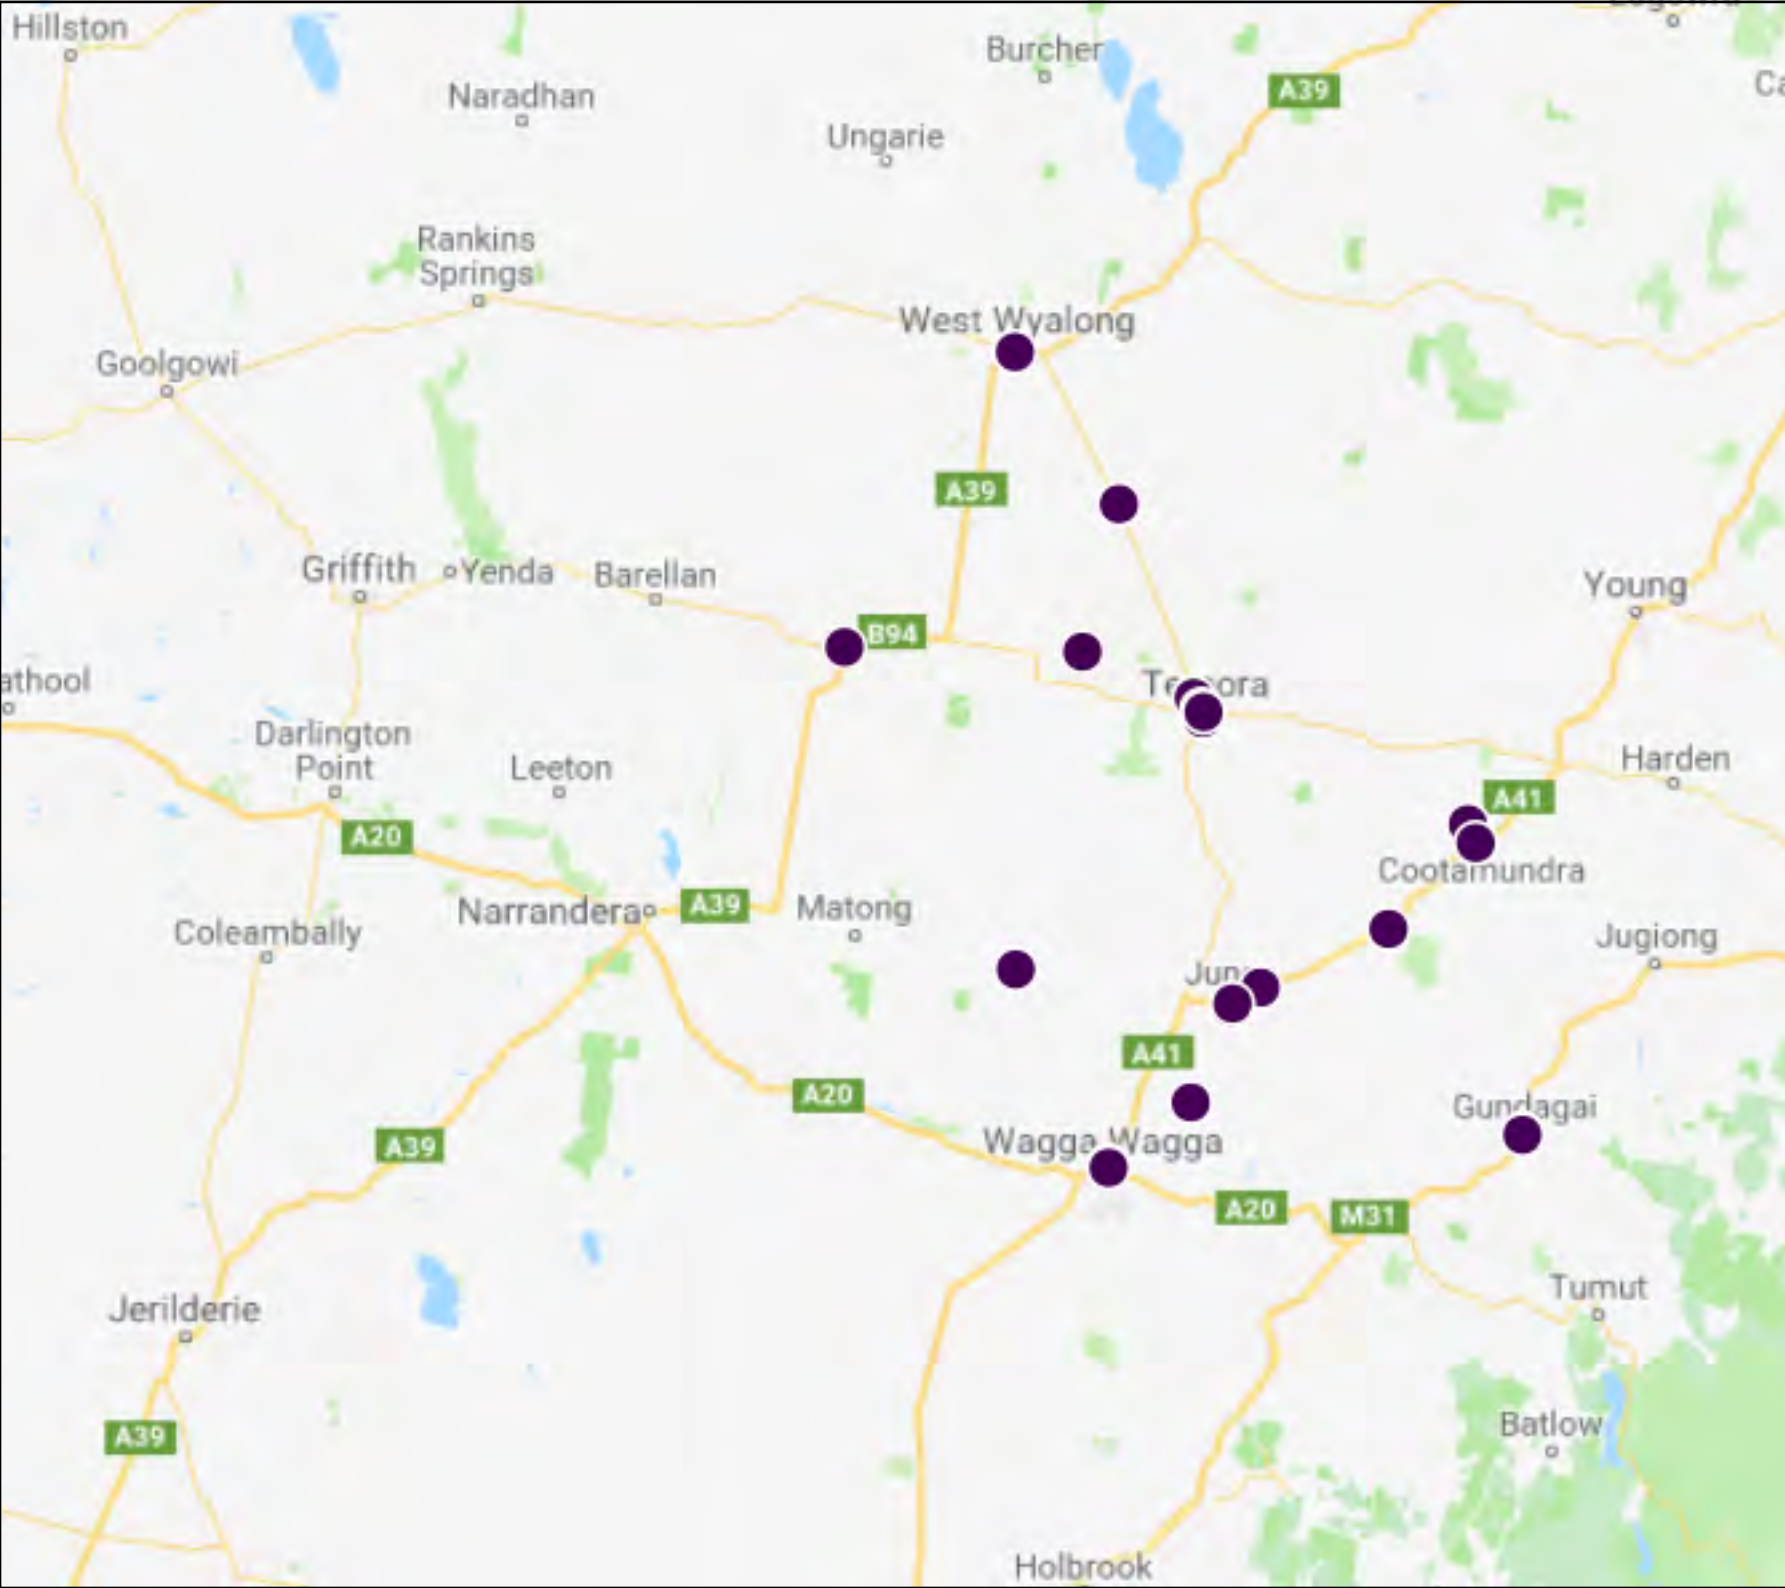 Hillston
Burcher
A39
Naradhan
Ungarie
Rankins
Springs
West Wyalong
Goolgowi
A39
Griffith
Yenda
Barellan
Young
B94
athool
Darlington
Point
Leeton
Harden
A41
A20
Cootamundra
Narrandera
A39
Matong
Coleambally
Jugiong
A41
A20
Gundagai
A39
Wagga Wagga
A20
M31
Tumut
Jerilderie
Batlow
A39
Holbrook